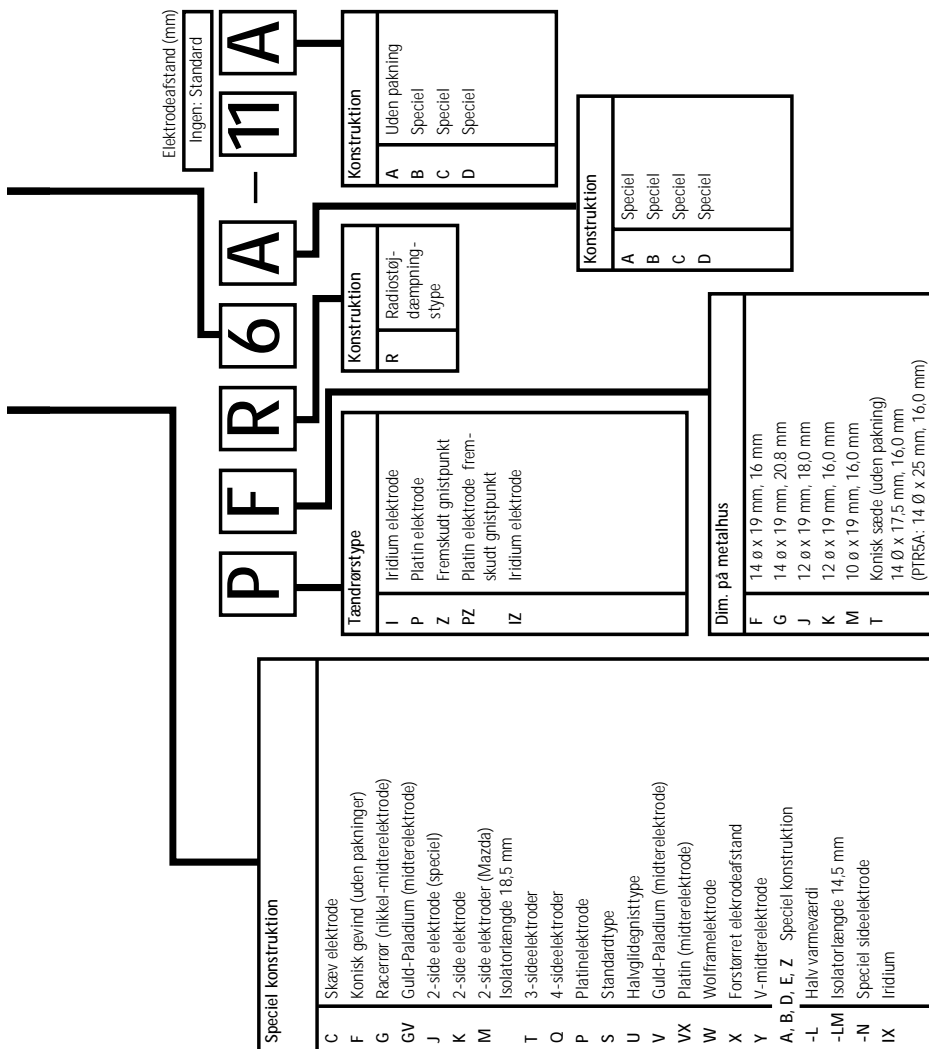 Elektrodeafstand (mm)
Ingen: Standard
P F R 6 A – 11 A
Konstruktion
A Uden pakning
B Speciel
C Speciel
D Speciel
Konstruktion
A Speciel
B Speciel
C Speciel
D Speciel
Konstruktion
R Radiostøj-
dæmpning-
stype
Tændrørstype
I Iridium elektrode
P Platin elektrode
Z Fremskudt gnistpunkt
PZ Platin elektrode frem-
skudt gnistpunkt
IZ Iridium elektrode
Dim. på metalhus
F 14 ø x 19 mm, 16 mm
G 14 ø x 19 mm, 20.8 mm
J 12 ø x 19 mm, 18,0 mm
K 12 ø x 19 mm, 16,0 mm
M 10 ø x 19 mm, 16,0 mm
T Konisk sæde (uden pakning)
14 Ø x 17,5 mm, 16,0 mm
(PTR5A: 14 Ø x 25 mm, 16,0 mm)
Speciel konstruktion
C Skæv elektrode
F Konisk gevind (uden pakninger)
G Racerrør (nikkel-midterelektrode)
GV Guld-Paladium (midterelektrode)
J 2-side elektrode (speciel)
K 2-side elektrode
M 2-side elektroder (Mazda)
Isolatorlængde 18,5 mm
T 3-sideelektroder
Q 4-sideelektroder
P Platinelektrode
S Standardtype
U Halvglidegnisttype
V Guld-Paladium (midterelektrode)
VX Platin (midterelektrode)
W Wolframelektrode
X Forstørret elekrodeafstand
Y V-midterelektrode
A, B, D, E, Z Speciel konstruktion
-L Halv varmeværdi
-LM Isolatorlængde 14,5 mm
-N Speciel sideelektrode
IX Iridium